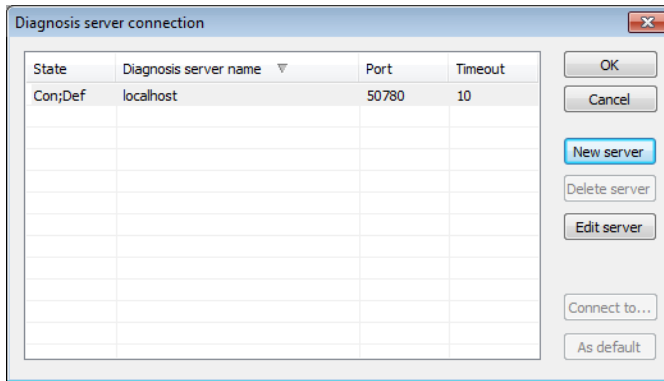 Diagnosis server connection
State Diagnosis server name Port Timeout
Con;Def localhost 50780 10
OK
Cancel
New server
Delete server
Edit server
Connect to...
As default